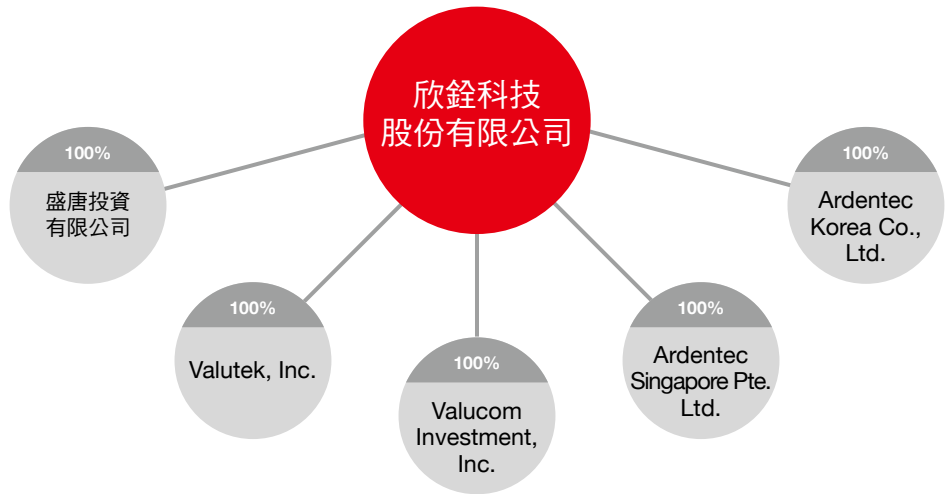 欣銓科技
股份有限公司
100%
盛唐投資
有限公司
100%
Valutek, Inc.
100%
Valucom
Investment,
Inc.
100%
Ardentec
Singapore Pte.
Ltd.
100%
Ardentec
Korea Co.,
Ltd.